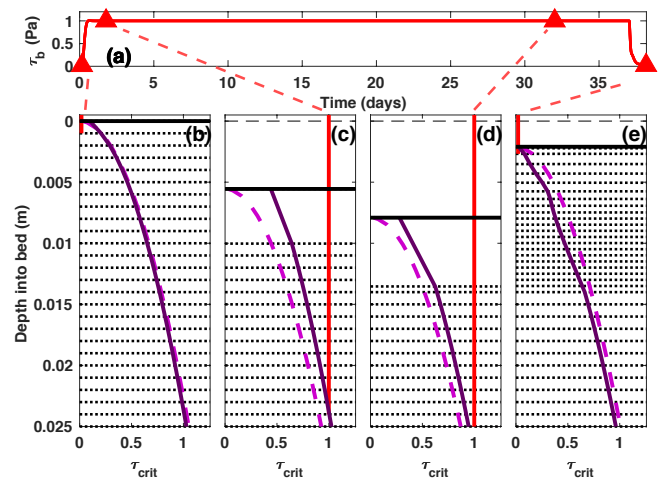 τb (Pa)
1
0.5
0
(a)
0 5 10 15 20 25 30 35
Time (days)
Depth into bed (m)
0
0.005
0.01
0.015
0.02
0.025
(b) (c) (d) (e)
0 0.5 1 0 0.5 1 0 0.5 1 0 0.5 1
τcrit τcrit τcrit τcrit